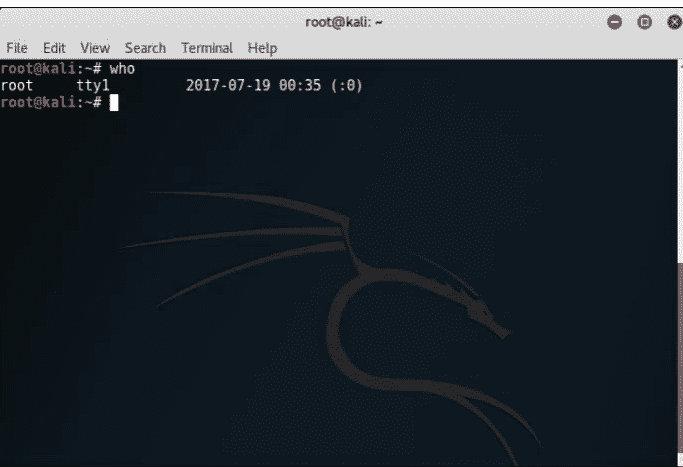 root@kali: ~
File Edit View Search Terminal Help
root@kali:~# who
root     tty1         2017-07-19 00:35 (:0)
root@kali:~#